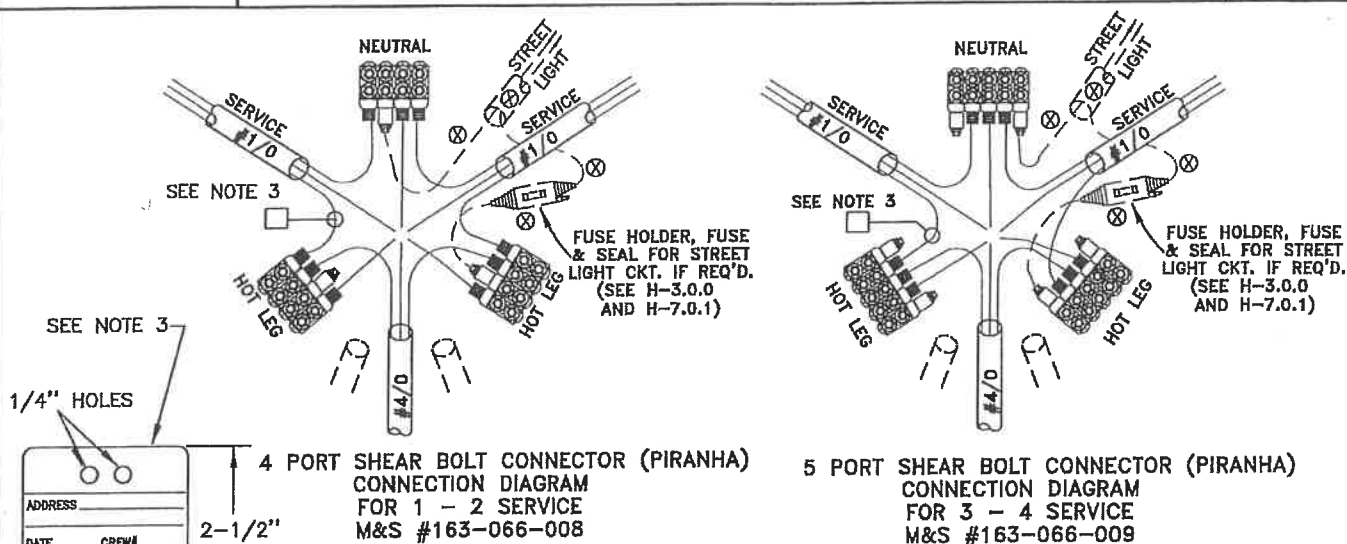 NEUTRAL
STREET
LIGHT
SERVICE
#1/0
SERVICE
#1/0
SEE NOTE 3
HOT LEG
HOT LEG
FUSE HOLDER, FUSE
& SEAL FOR STREET
LIGHT CKT. IF REQ'D.
(SEE H-3.0.0
AND H-7.0.1)
#4/0
4 PORT SHEAR BOLT CONNECTOR (PIRANHA)
CONNECTION DIAGRAM
FOR 1 - 2 SERVICE
M&S #163-066-008
NEUTRAL
STREET
LIGHT
SERVICE
#1/0
SERVICE
#1/0
SEE NOTE 3
HOT LEG
HOT LEG
FUSE HOLDER, FUSE
& SEAL FOR STREET
LIGHT CKT. IF REQ'D.
(SEE H-3.0.0
AND H-7.0.1)
#4/0
5 PORT SHEAR BOLT CONNECTOR (PIRANHA)
CONNECTION DIAGRAM
FOR 3 - 4 SERVICE
M&S #163-066-009
SEE NOTE 3
1/4" HOLES
ADDRESS
DATE CREW#
2-1/2"